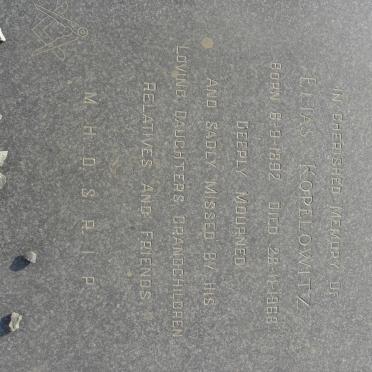 IN CHERISHED MEMORY OF
ELIAS KOPELOWITZ
BORN 8·9·1892 DIED 28·11·1968
DEEPLY MOURNED
AND SADLY MISSED BY HIS
LOVING DAUGHTERS GRANDCHILDREN
RELATIVES AND FRIENDS
M H D S R I P